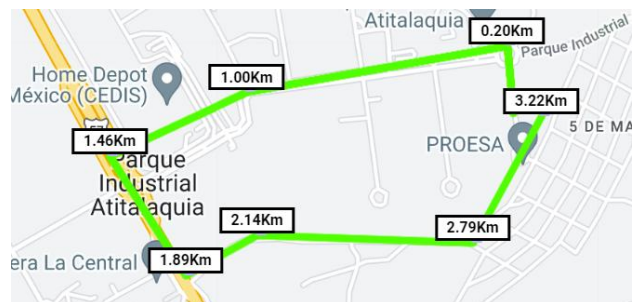 Atitalaquia
0.20Km
Parque Industrial
Home Depot
México (CEDIS)
1.00Km
3.22Km
5 DE MA
1.46Km
PROESA
Parque
Industrial
Atitalaquia
2.14Km
2.79Km
1.89Km
era La Central